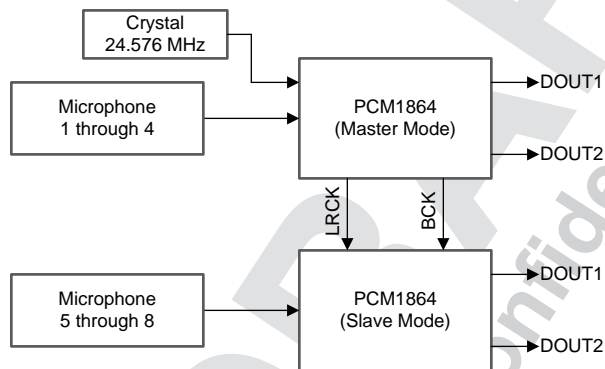 Crystal
24.576 MHz
Microphone
1 through 4
PCM1864
(Master Mode)
DOUT1
DOUT2
LRCK
BCK
Microphone
5 through 8
PCM1864
(Slave Mode)
DOUT1
DOUT2